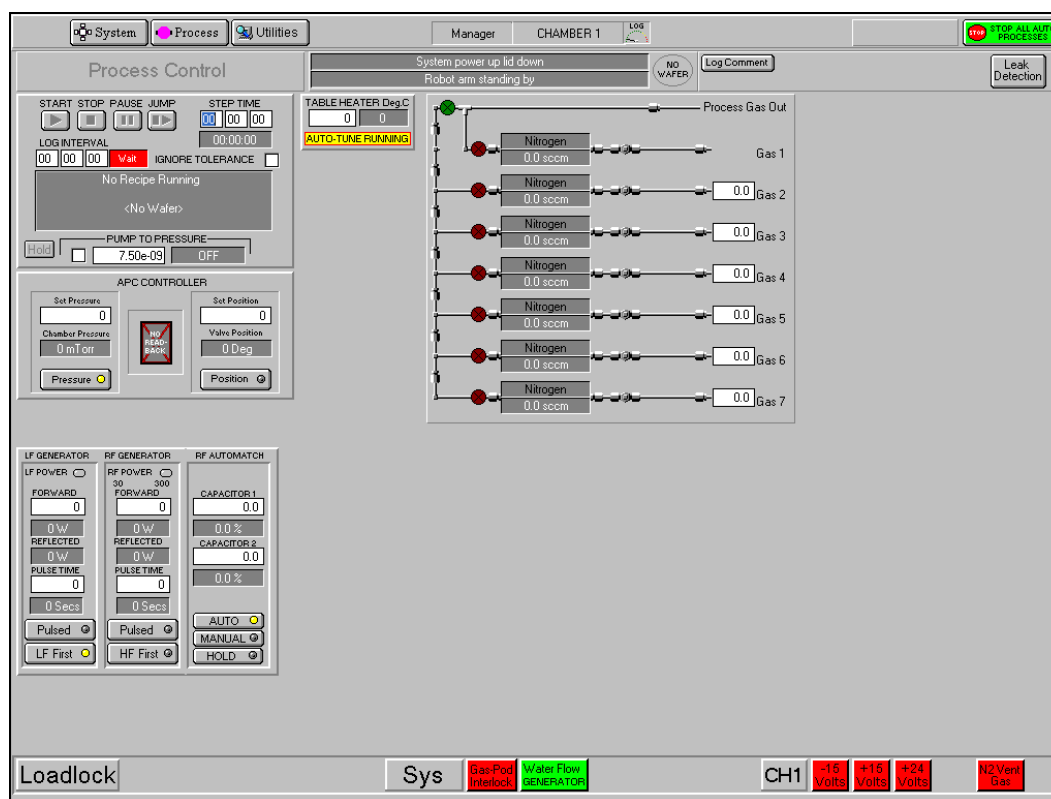 System Process Utilities
Manager CHAMBER 1 LOG
STOP STOP ALL AUT
PROCESSES
Process Control
System power up lid down
Robot arm standing by
NO
WAFER
Log Comment
Leak
Detection
START STOP PAUSE JUMP STEP TIME
00 00 00
00:00:00
LOG INTERVAL
00 00 00 Wait IGNORE TOLERANCE
No Recipe Running
<No Wafer>
Hold PUMP TO PRESSURE
7.50e-09 OFF
TABLE HEATER Deg.C
0 0
AUTO-TUNE RUNNING
Process Gas Out
Nitrogen
0.0 sccm
Gas 1
Nitrogen
0.0 sccm
0.0 Gas 2
Nitrogen
0.0 sccm
0.0 Gas 3
Nitrogen
0.0 sccm
0.0 Gas 4
Nitrogen
0.0 sccm
0.0 Gas 5
Nitrogen
0.0 sccm
0.0 Gas 6
Nitrogen
0.0 sccm
0.0 Gas 7
APC CONTROLLER
Set Pressure Set Position
0 0
Chamber Pressure Valve Position
0 mTorr 0 Deg
NO
READ-
BACK
Pressure Position
LF GENERATOR RF GENERATOR RF AUTOMATCH
LF POWER RF POWER
30 300
FORWARD FORWARD CAPACITOR 1
0 0 0.0
0 W 0 W 0.0 %
REFLECTED REFLECTED CAPACITOR 2
0 W 0 W 0.0
PULSE TIME PULSE TIME
0 0 0.0 %
0 Secs 0 Secs
Pulsed Pulsed AUTO
MANUAL
LF First HF First HOLD
Loadlock
Sys
Gas-Pod
Interlock
Water Flow
GENERATOR
CH1
-15
Volts
+15
Volts
+24
Volts
N2 Vent
Gas